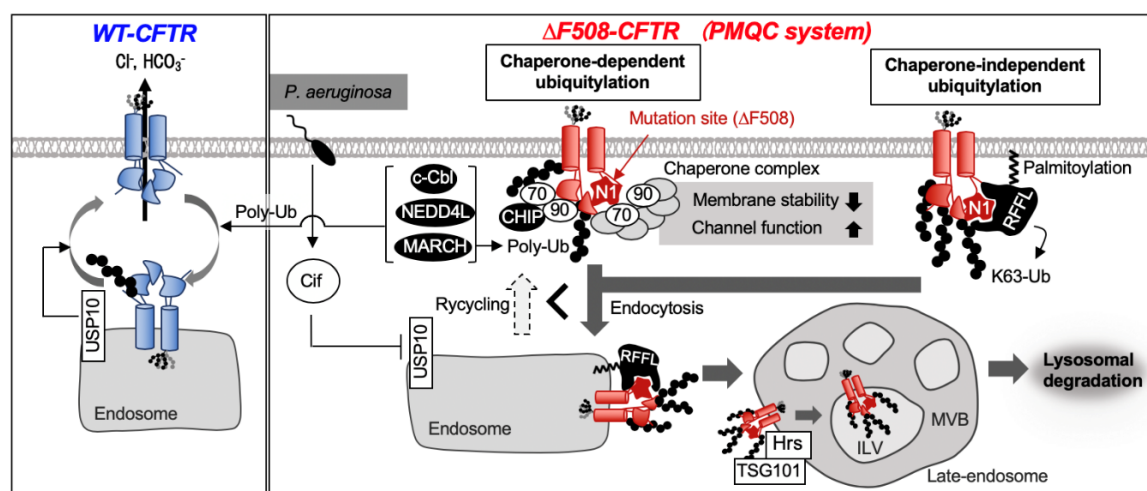 WT-CFTR
Cl⁻, HCO₃⁻
Poly-Ub
USP10
Endosome
ΔF508-CFTR (PMQC system)
P. aeruginosa
Chaperone-dependent
ubiquitylation
Chaperone-independent
ubiquitylation
Mutation site (ΔF508)
Palmitoylation
c-Cbl
NEDD4L
MARCH
CHIP
70
90
N1
70
90
Poly-Ub
Chaperone complex
Membrane stability
Channel function
N1
RFFL
K63-Ub
Cif
Rycycling
Endocytosis
USP10
Endosome
RFFL
Hrs
TSG101
ILV
MVB
Late-endosome
Lysosomal
degradation